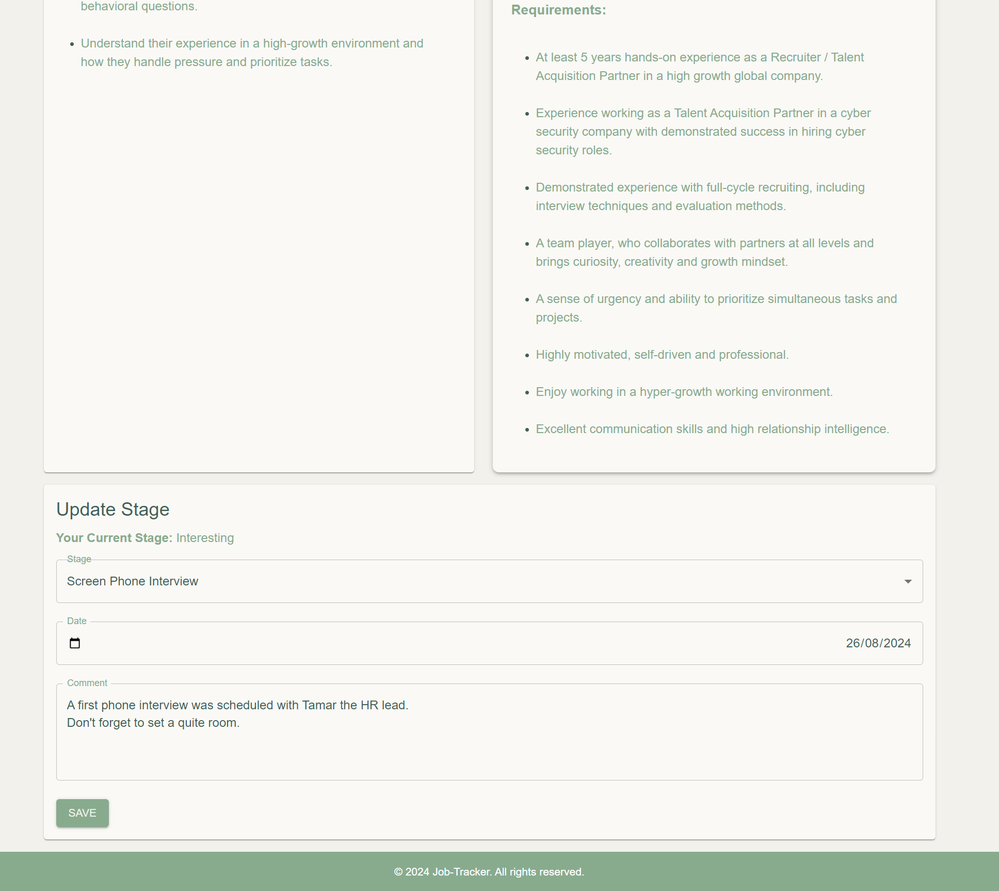 behavioral questions.
Understand their experience in a high-growth environment and
how they handle pressure and prioritize tasks.
Requirements:
At least 5 years hands-on experience as a Recruiter / Talent
Acquisition Partner in a high growth global company.
Experience working as a Talent Acquisition Partner in a cyber
security company with demonstrated success in hiring cyber
security roles.
Demonstrated experience with full-cycle recruiting, including
interview techniques and evaluation methods.
A team player, who collaborates with partners at all levels and
brings curiosity, creativity and growth mindset.
A sense of urgency and ability to prioritize simultaneous tasks and
projects.
Highly motivated, self-driven and professional.
Enjoy working in a hyper-growth working environment.
Excellent communication skills and high relationship intelligence.
Update Stage
Your Current Stage: Interesting
Stage
Screen Phone Interview
Date
26/08/2024
Comment
A first phone interview was scheduled with Tamar the HR lead.
Don't forget to set a quite room.
SAVE
© 2024 Job-Tracker. All rights reserved.